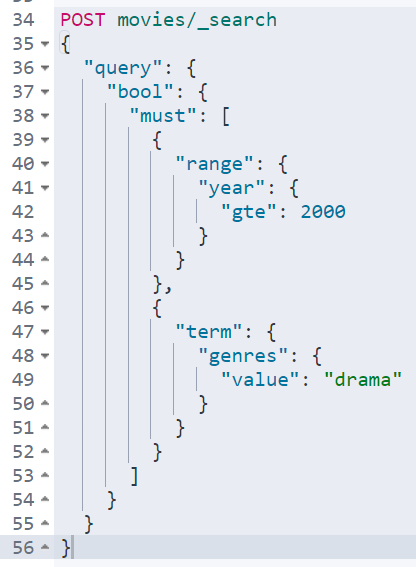 34 POST movies/_search
35 {
36 "query": {
37 "bool": {
38 "must": [
39 {
40 "range": {
41 "year": {
42 "gte": 2000
43 }
44 }
45 },
46 {
47 "term": {
48 "genres": {
49 "value": "drama"
50 }
51 }
52 }
53 ]
54 }
55 }
56 }